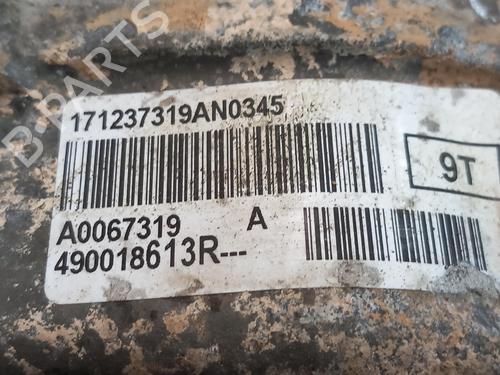 B-PARTS
171237319AN0345
9T
A0067319 A
490018613R---